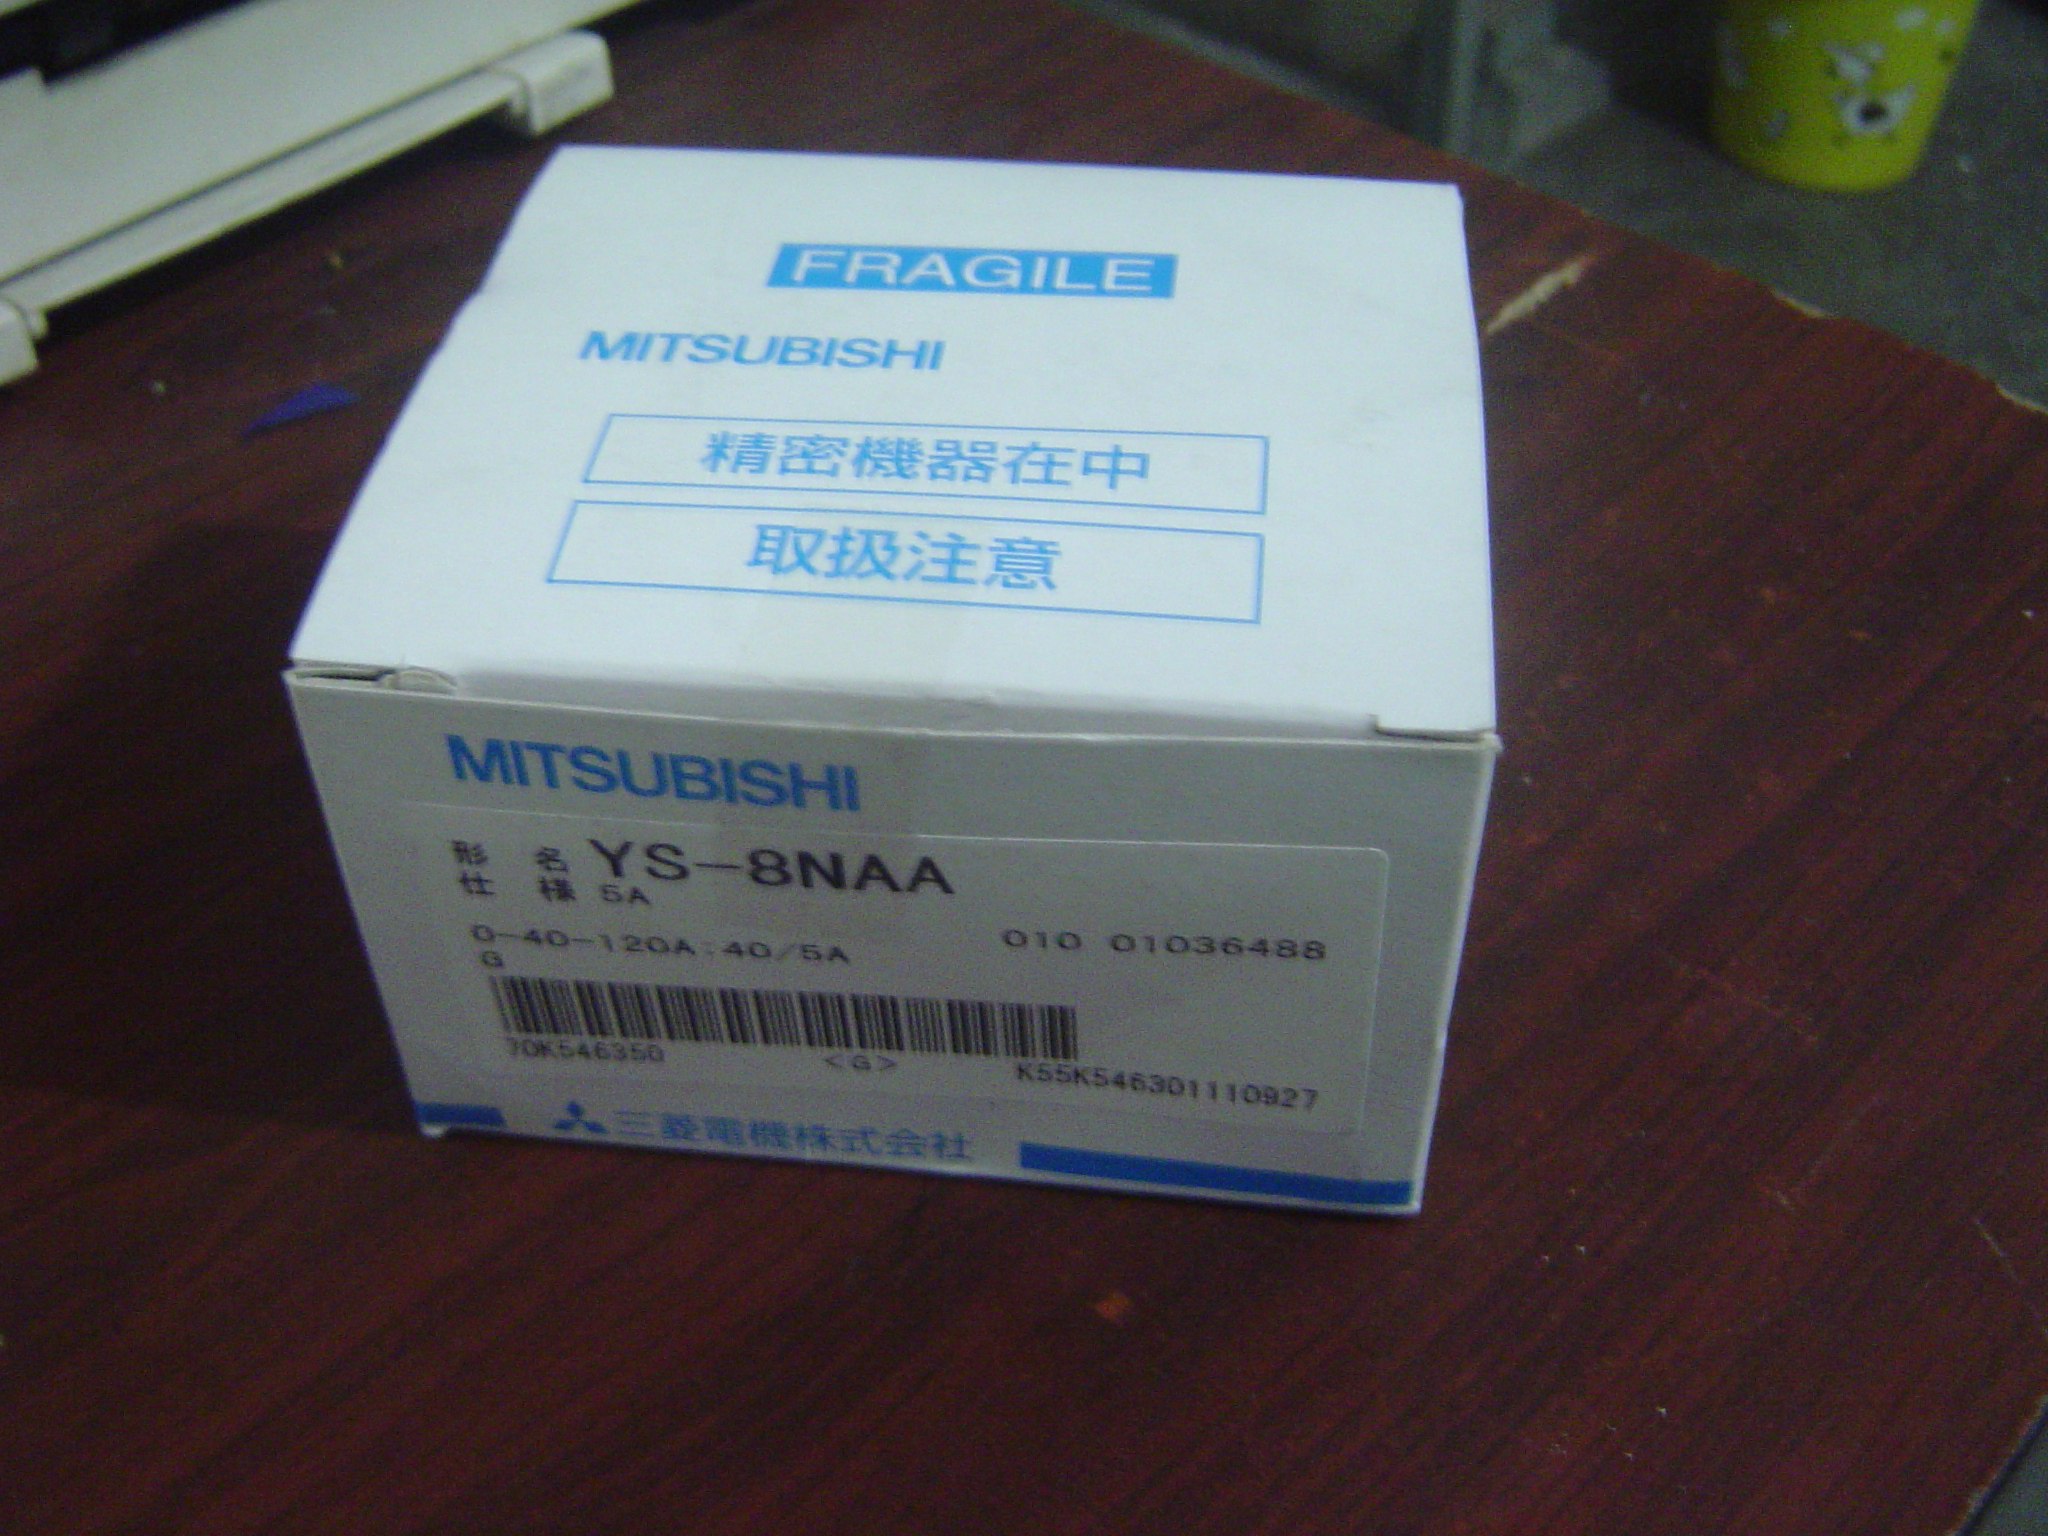 FRAGILE
MITSUBISHI
精密機器在中
取扱注意
MITSUBISHI
形 名 YS-8NAA
仕 様 5A
0-40-120A:40/5A 010 01036488
G
70K546350 <G> K55K546301110927
三菱電機株式会社